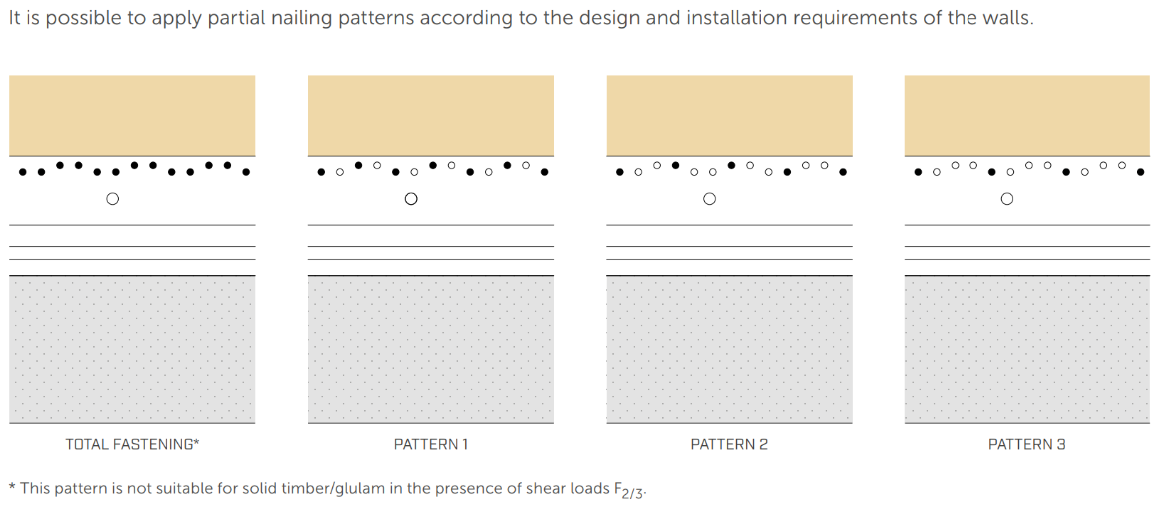 It is possible to apply partial nailing patterns according to the design and installation requirements of the walls.
TOTAL FASTENING*
PATTERN 1
PATTERN 2
PATTERN 3
* This pattern is not suitable for solid timber/glulam in the presence of shear loads F2/3.